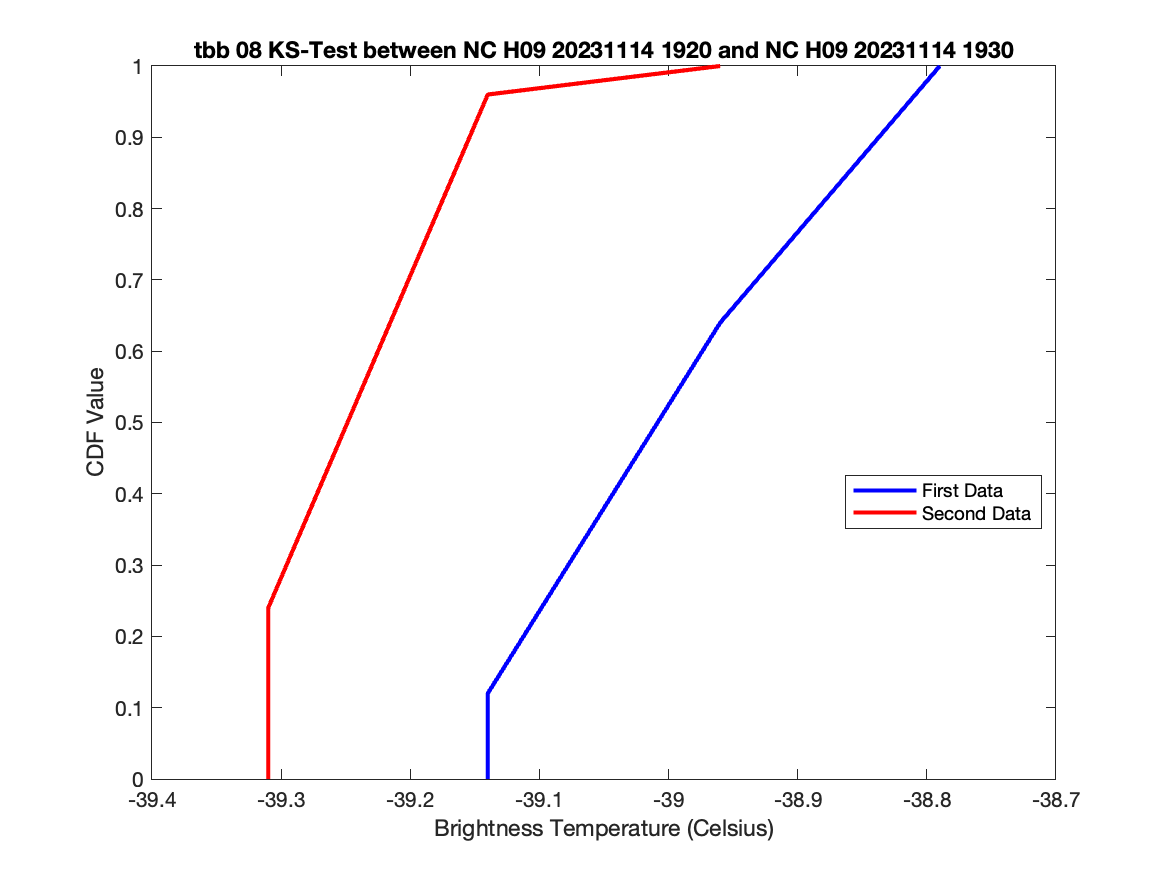 tbb 08 KS-Test between NC H09 20231114 1920 and NC H09 20231114 1930
1
0.9
0.8
0.7
0.6
0.5
0.4
0.3
0.2
0.1
0
CDF Value
First Data
Second Data
-39.4 -39.3 -39.2 -39.1 -39 -38.9 -38.8 -38.7
Brightness Temperature (Celsius)